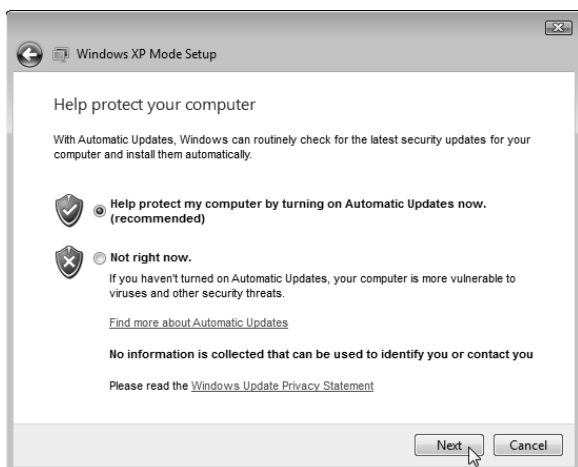 Windows XP Mode Setup
Help protect your computer
With Automatic Updates, Windows can routinely check for the latest security updates for your
computer and install them automatically.
Help protect my computer by turning on Automatic Updates now.
(recommended)
Not right now.
If you haven't turned on Automatic Updates, your computer is more vulnerable to
viruses and other security threats.
Find more about Automatic Updates
No information is collected that can be used to identify you or contact you
Please read the Windows Update Privacy Statement
Next Cancel